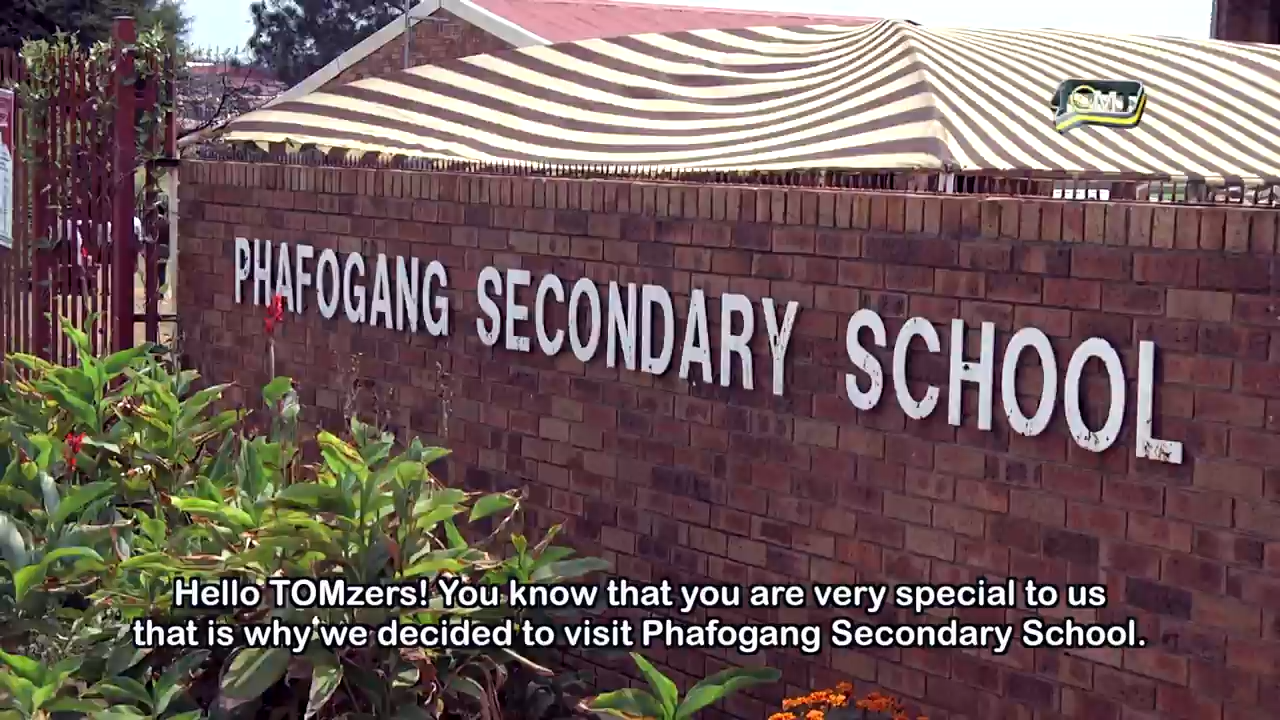 TOMZ
PHAFOGANG SECONDARY SCHOOL
Hello TOMzers! You know that you are very special to us
that is why we decided to visit Phafogang Secondary School.